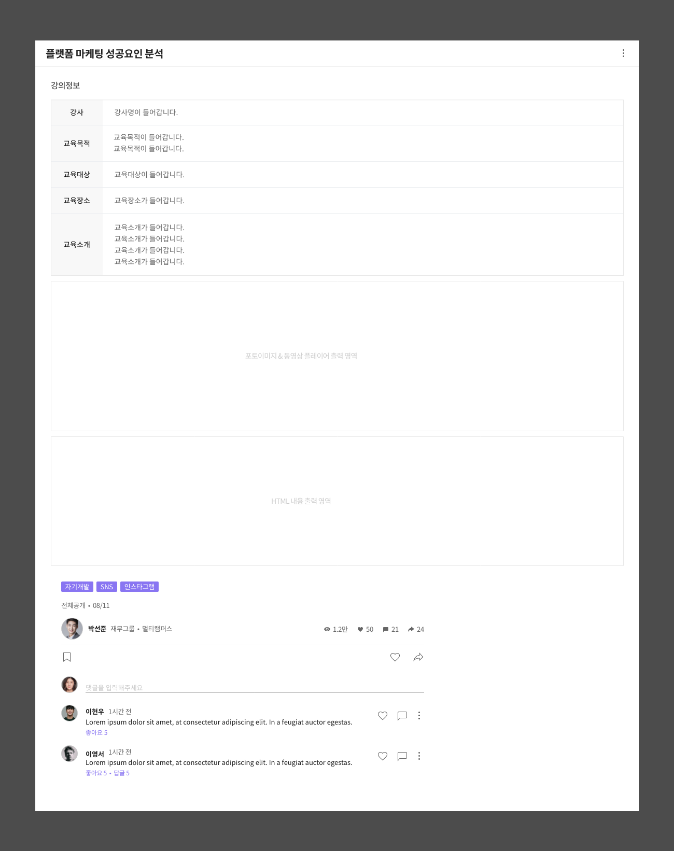 플랫폼 마케팅 성공요인 분석
강의정보
강사
강사명이 들어갑니다.
교육목적
교육목적이 들어갑니다.
교육목적이 들어갑니다.
교육대상
교육대상이 들어갑니다.
교육장소
교육장소가 들어갑니다.
교육소개
교육소개가 들어갑니다.
교육소개가 들어갑니다.
교육소개가 들어갑니다.
교육소개가 들어갑니다.
포토이미지 & 동영상 플레이어 출력 영역
HTML 내용 출력 영역
자기개발 SNS 인스타그램
전체공개 • 08/11
박선준 재무그룹 • 멀티캠퍼스 1.2만 50 21 24
댓글을 입력해주세요
이현우 1시간 전
Lorem ipsum dolor sit amet, at consectetur adipiscing elit. In a feugiat auctor egestas.
좋아요 3
이영서 1시간 전
Lorem ipsum dolor sit amet, at consectetur adipiscing elit. In a feugiat auctor egestas.
좋아요 5 • 답글 5